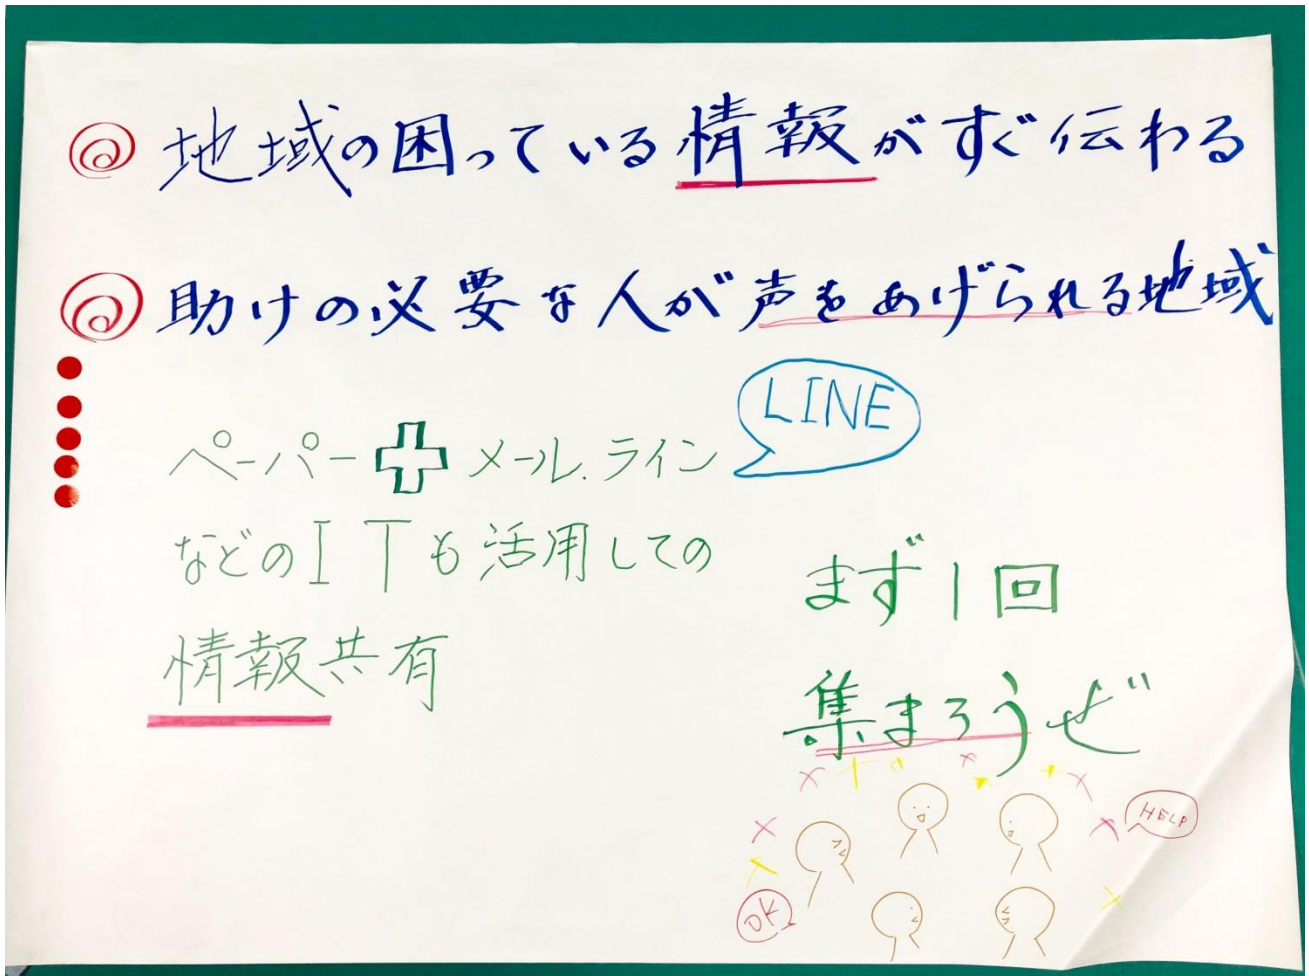 ◎ 地域の困っている情報がすぐ伝わる
◎ 助けの必要な人が声をあげられる地域
LINE
ペーパー➕メール.ライン
などのITも活用しての
情報共有
まず1回
集まろうぜ
HELP
OK